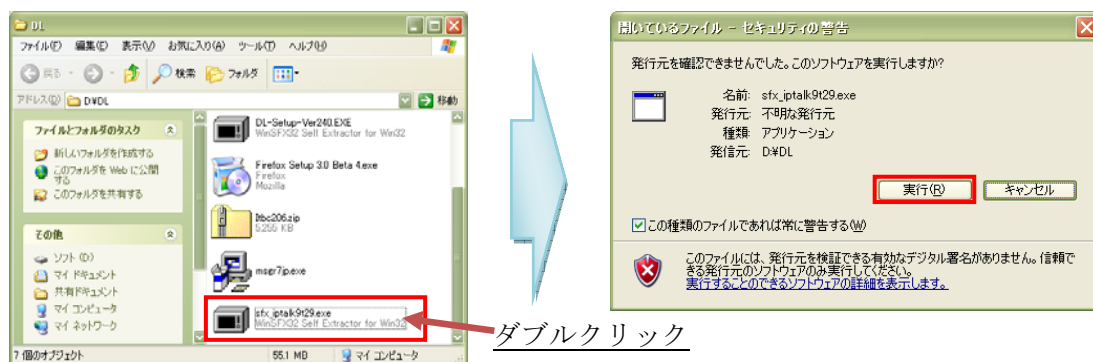 DL
ファイル(F) 編集(E) 表示(V) お気に入り(A) ツール(T) ヘルプ(H)
戻る 検索 フォルダ
アドレス(D) D:¥DL 移動
ファイルとフォルダのタスク
新しいフォルダを作成する
このフォルダを Web に公開
する
このフォルダを共有する
その他
ソフト (D:)
マイ ドキュメント
共有ドキュメント
マイ コンピュータ
マイ ネットワーク
DL-Setup-Ver240.EXE
WinSFX32 Self Extractor for Win32
Firefox Setup 3.0 Beta 4.exe
Firefox
Mozilla
5,255 KB
msgr7jp.exe
sfx_iptalk9t29.exe
WinSFX32 Self Extractor for Win32
7 個のオブジェクト 55.1 MB マイ コンピュータ
ダブルクリック
開いているファイル - セキュリティの警告
発行元を確認できませんでした。このソフトウェアを実行しますか?
名前: sfx_iptalk9t29.exe
発行元: 不明な発行元
種類: アプリケーション
発信元: D:¥DL
実行(R) キャンセル
この種類のファイルであれば常に警告する(W)
このファイルには、発行元を検証できる有効なデジタル署名がありません。信頼で
きる発行元のソフトウェアのみ実行してください。
実行することのできるソフトウェアの詳細を表示します。